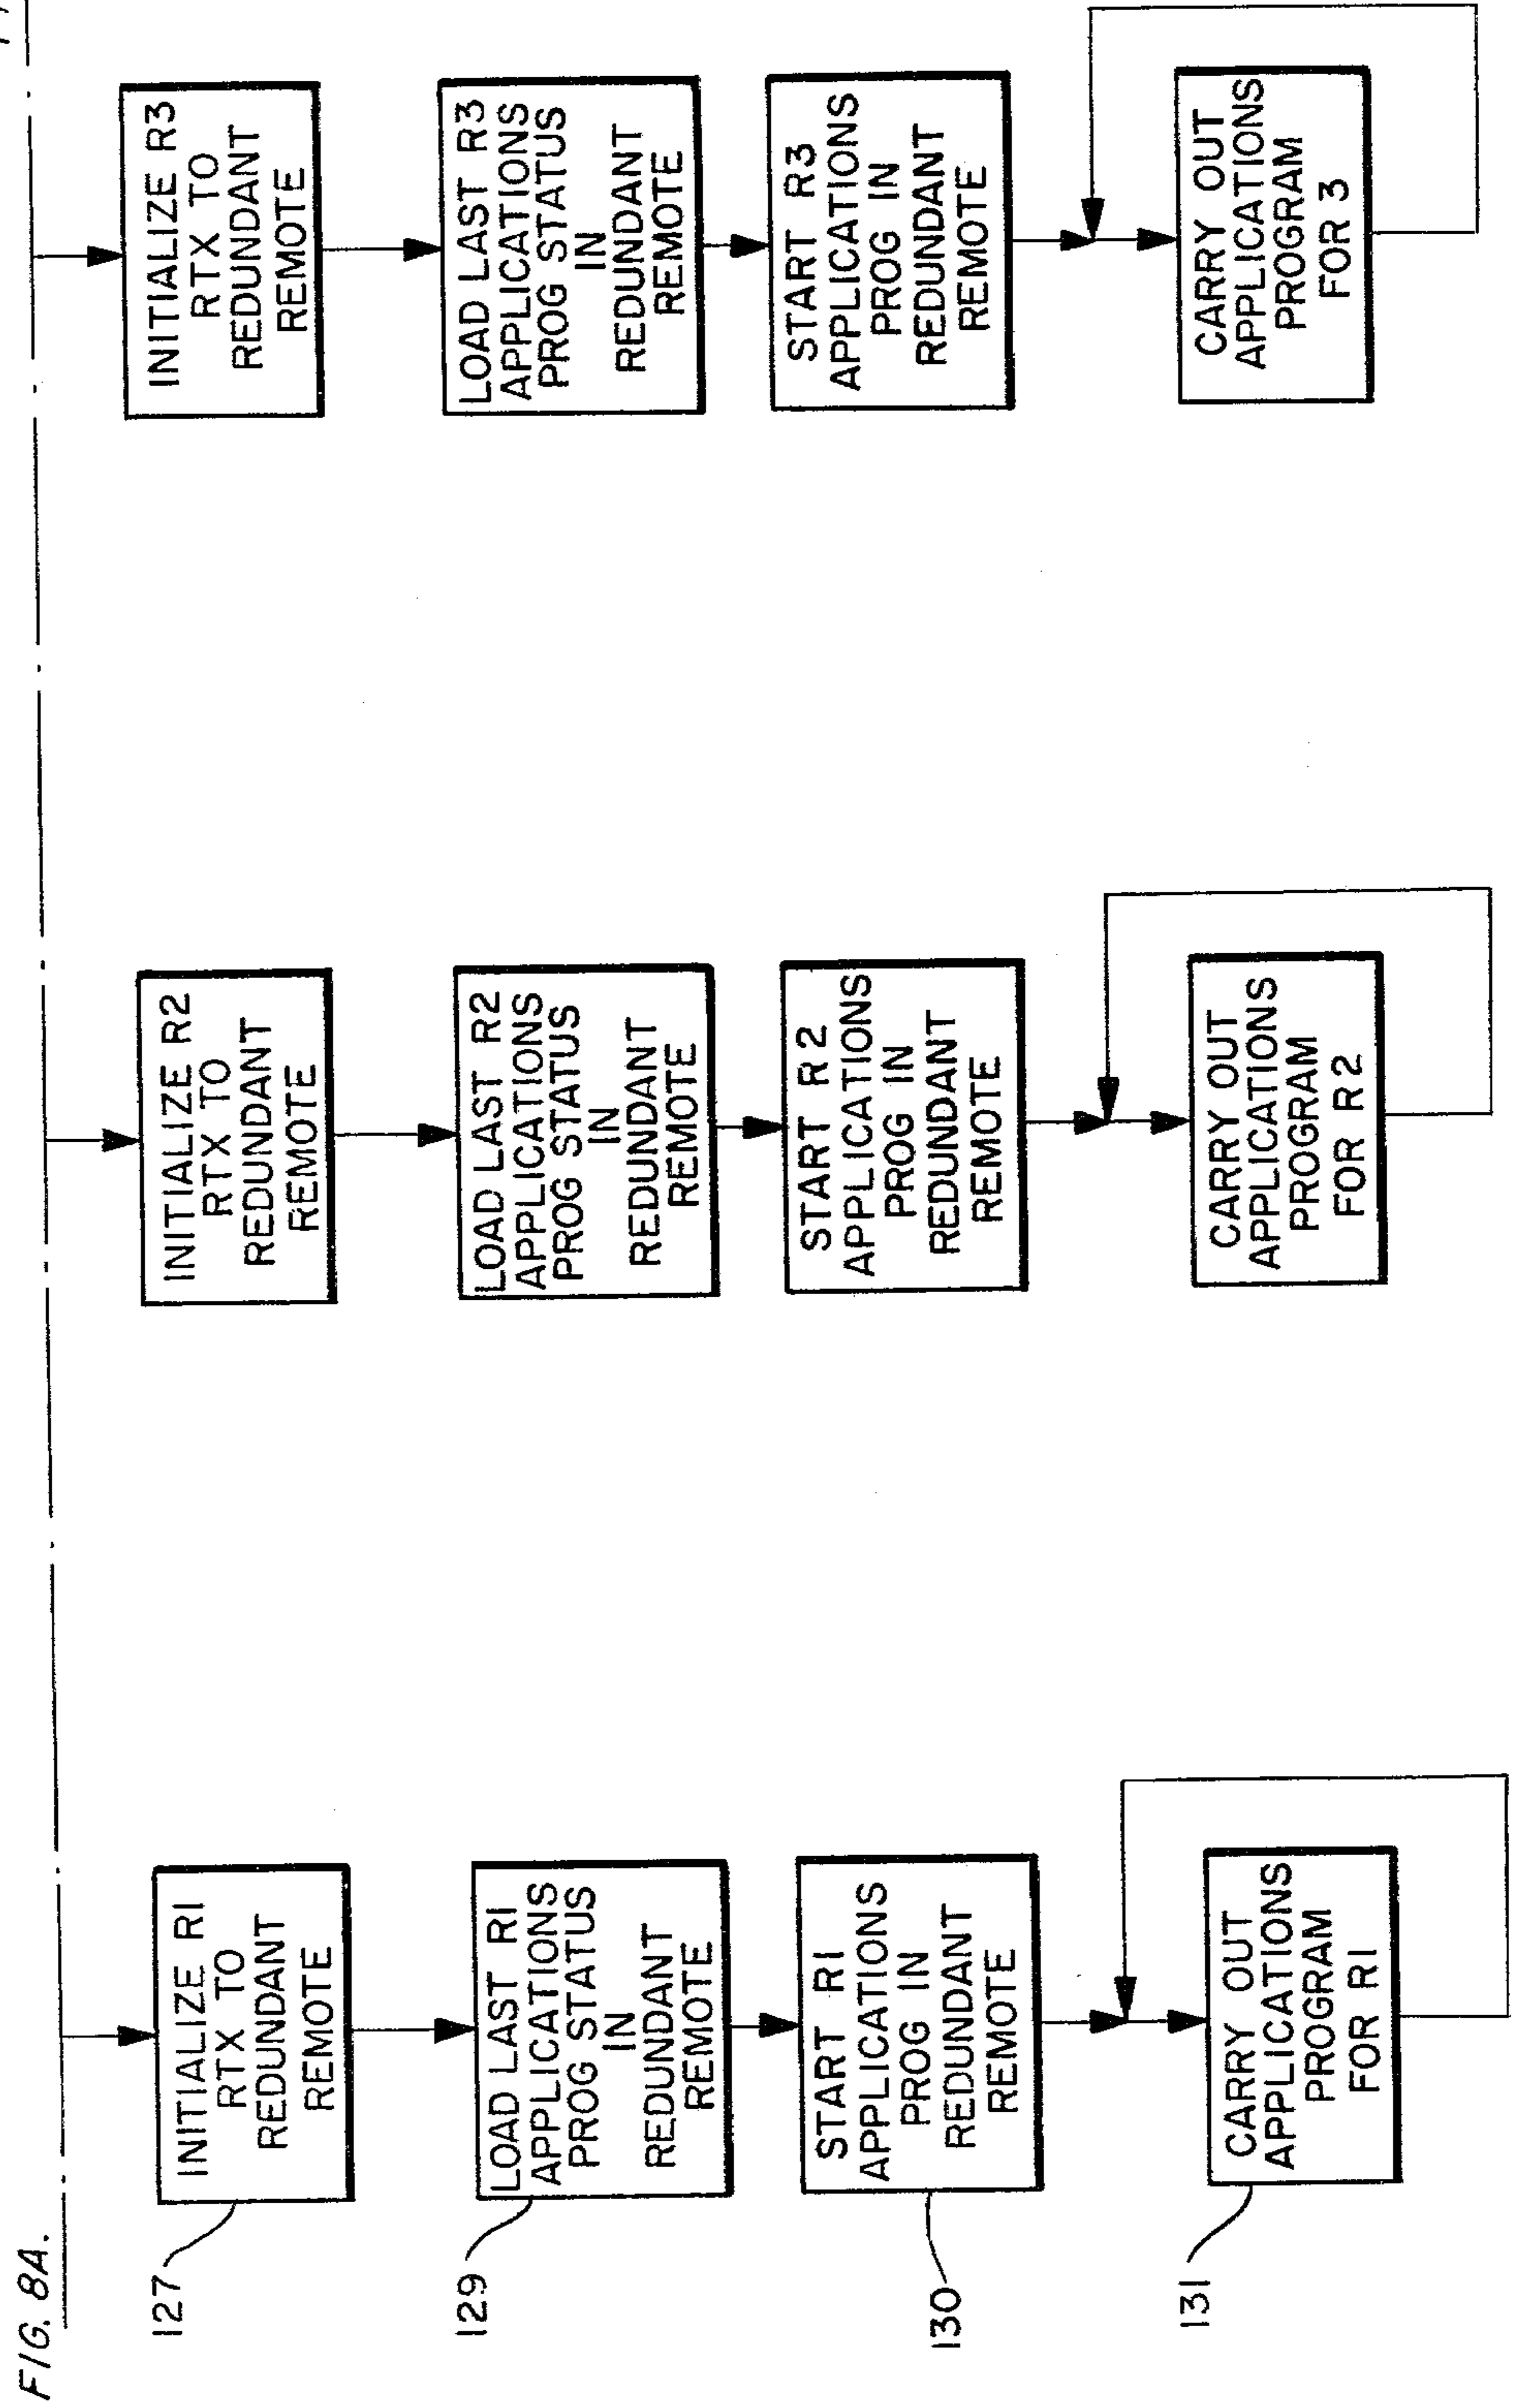 FIG. 8A.
127
INITIALIZE R1
RTX TO
REDUNDANT
REMOTE
129
LOAD LAST R1
APPLICATIONS
PROG STATUS
IN
REDUNDANT
REMOTE
130
START R1
APPLICATIONS
PROG IN
REDUNDANT
REMOTE
131
CARRY OUT
APPLICATIONS
PROGRAM
FOR R1
INITIALIZE R2
RTX TO
REDUNDANT
REMOTE
LOAD LAST R2
APPLICATIONS
PROG STATUS
IN
REDUNDANT
REMOTE
START R2
APPLICATIONS
PROG IN
REDUNDANT
REMOTE
CARRY OUT
APPLICATIONS
PROGRAM
FOR R2
INITIALIZE R3
RTX TO
REDUNDANT
REMOTE
LOAD LAST R3
APPLICATIONS
PROG STATUS
IN
REDUNDANT
REMOTE
START R3
APPLICATIONS
PROG IN
REDUNDANT
REMOTE
CARRY OUT
APPLICATIONS
PROGRAM
FOR 3